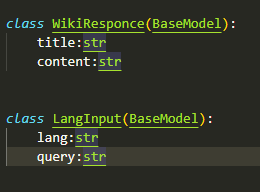 class WikiResponce(BaseModel):
    title:str
    content:str
class LangInput(BaseModel):
    lang:str
    query:str